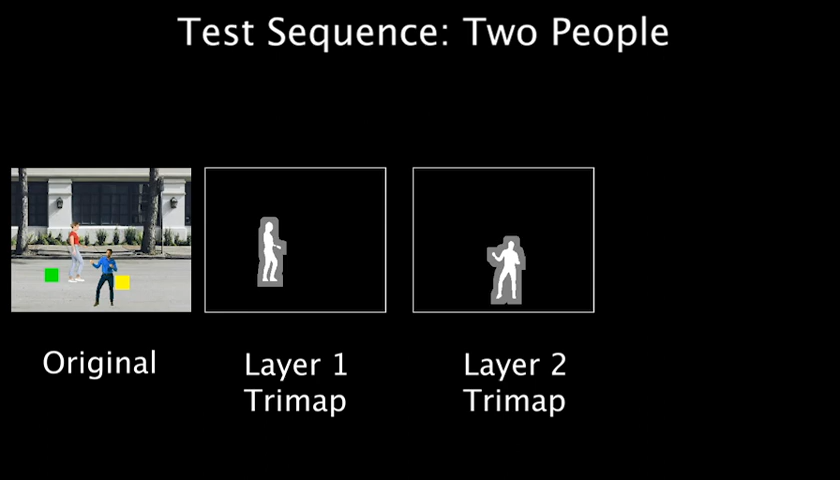 Test Sequence: Two People
Original
Layer 1
Trimap
Layer 2
Trimap